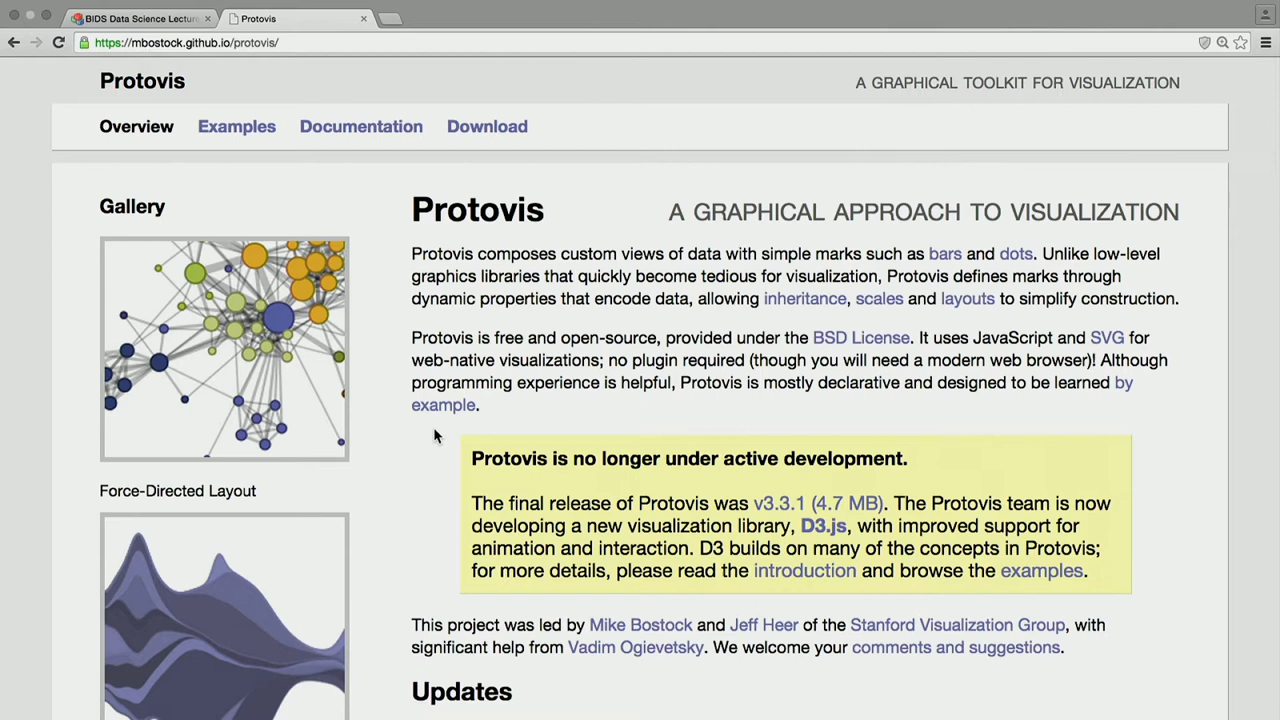 BIDS Data Science Lecture
Protovis
https://mbostock.github.io/protovis/
Protovis
A GRAPHICAL TOOLKIT FOR VISUALIZATION
Overview Examples Documentation Download
Gallery
Force-Directed Layout
Protovis
A GRAPHICAL APPROACH TO VISUALIZATION
Protovis composes custom views of data with simple marks such as bars and dots. Unlike low-level
graphics libraries that quickly become tedious for visualization, Protovis defines marks through
dynamic properties that encode data, allowing inheritance, scales and layouts to simplify construction.
Protovis is free and open-source, provided under the BSD License. It uses JavaScript and SVG for
web-native visualizations; no plugin required (though you will need a modern web browser)! Although
programming experience is helpful, Protovis is mostly declarative and designed to be learned by
example.
Protovis is no longer under active development.
The final release of Protovis was v3.3.1 (4.7 MB). The Protovis team is now
developing a new visualization library, D3.js, with improved support for
animation and interaction. D3 builds on many of the concepts in Protovis;
for more details, please read the introduction and browse the examples.
This project was led by Mike Bostock and Jeff Heer of the Stanford Visualization Group, with
significant help from Vadim Ogievetsky. We welcome your comments and suggestions.
Updates